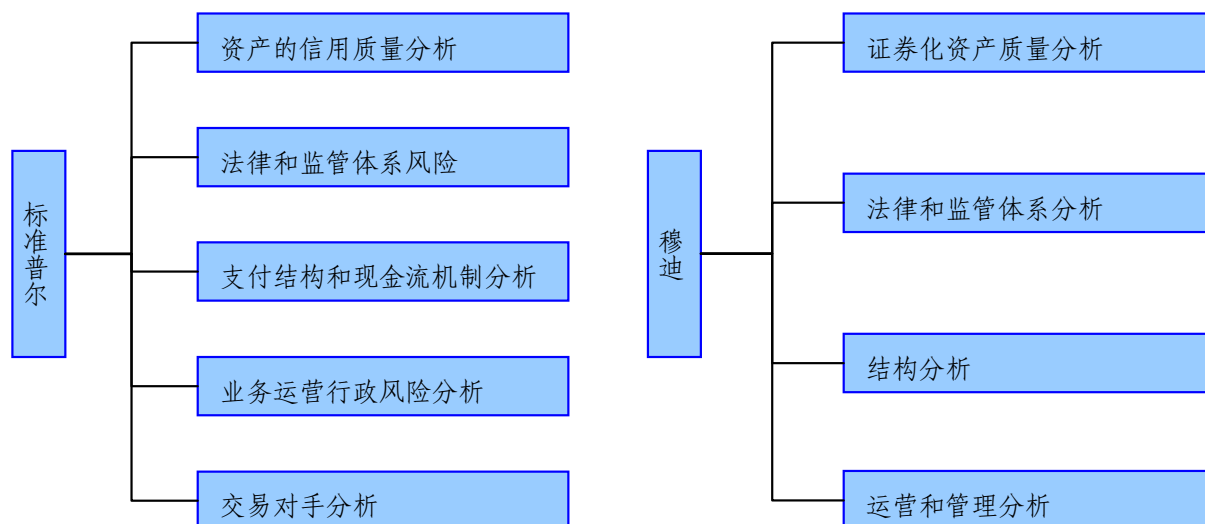 标准普尔
资产的信用质量分析
法律和监管体系风险
支付结构和现金流机制分析
业务运营行政风险分析
交易对手分析
穆迪
证券化资产质量分析
法律和监管体系分析
结构分析
运营和管理分析